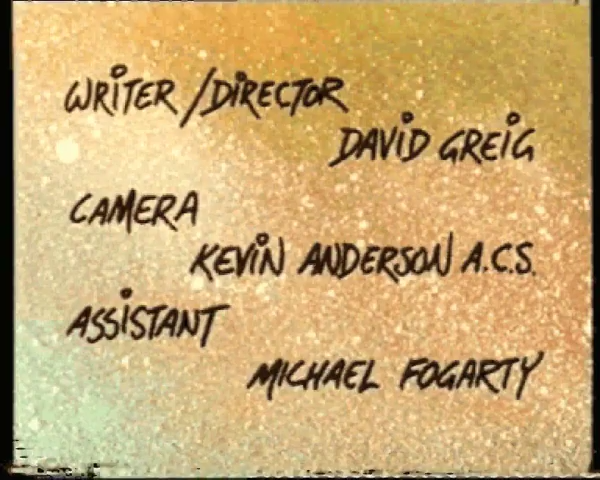 WRITER/DIRECTOR
DAVID GREIG
CAMERA
KEVIN ANDERSON A.C.S.
ASSISTANT
MICHAEL FOGARTY